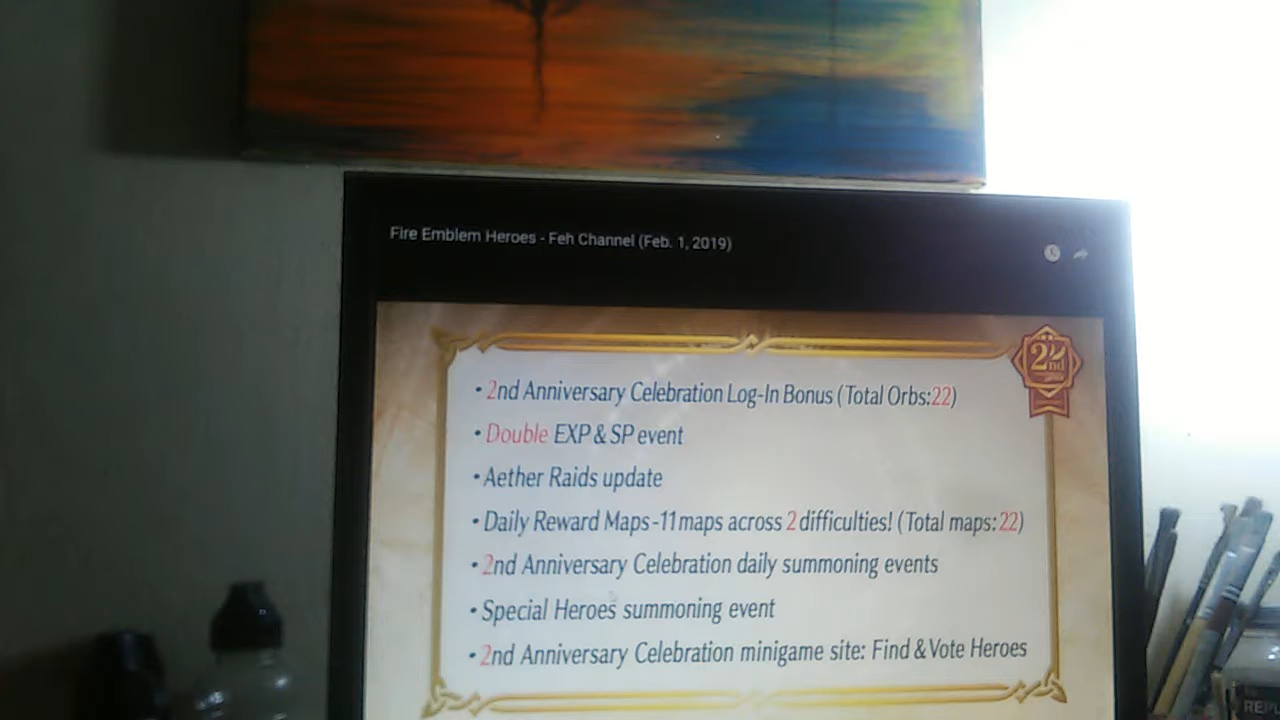 Fire Emblem Heroes - Feh Channel (Feb. 1, 2019)
2nd
• 2nd Anniversary Celebration Log-In Bonus (Total Orbs:22)
• Double EXP & SP event
• Aether Raids update
• Daily Reward Maps-11 maps across 2 difficulties! (Total maps:22)
• 2nd Anniversary Celebration daily summoning events
• Special Heroes summoning event
• 2nd Anniversary Celebration minigame site: Find & Vote Heroes